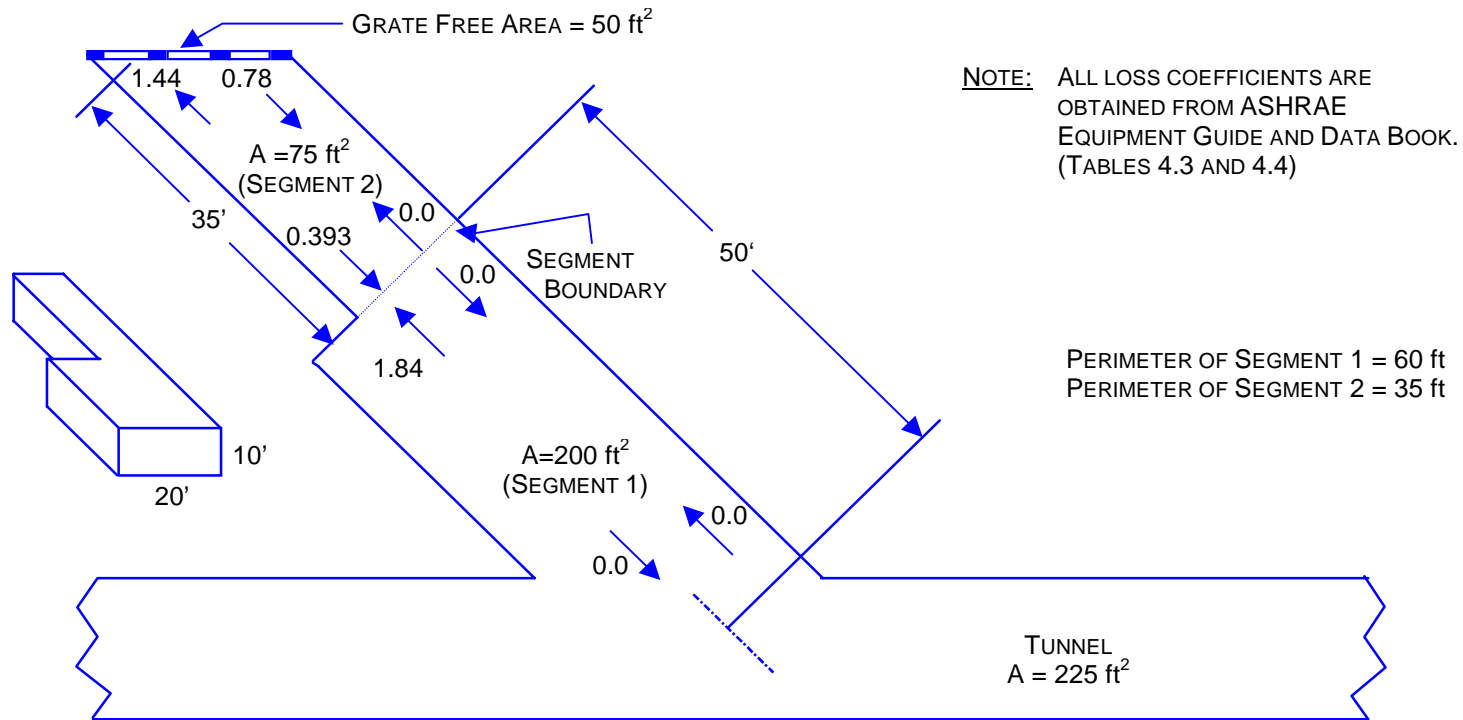 GRATE FREE AREA = 50 ft²
1.44
0.78
NOTE: ALL LOSS COEFFICIENTS ARE
OBTAINED FROM ASHRAE
EQUIPMENT GUIDE AND DATA BOOK.
(TABLES 4.3 AND 4.4)
A =75 ft²
(SEGMENT 2)
35'
0.0
0.393
0.0
SEGMENT
BOUNDARY
50'
1.84
PERIMETER OF SEGMENT 1 = 60 ft
PERIMETER OF SEGMENT 2 = 35 ft
10'
20'
A=200 ft²
(SEGMENT 1)
0.0
0.0
TUNNEL
A = 225 ft²